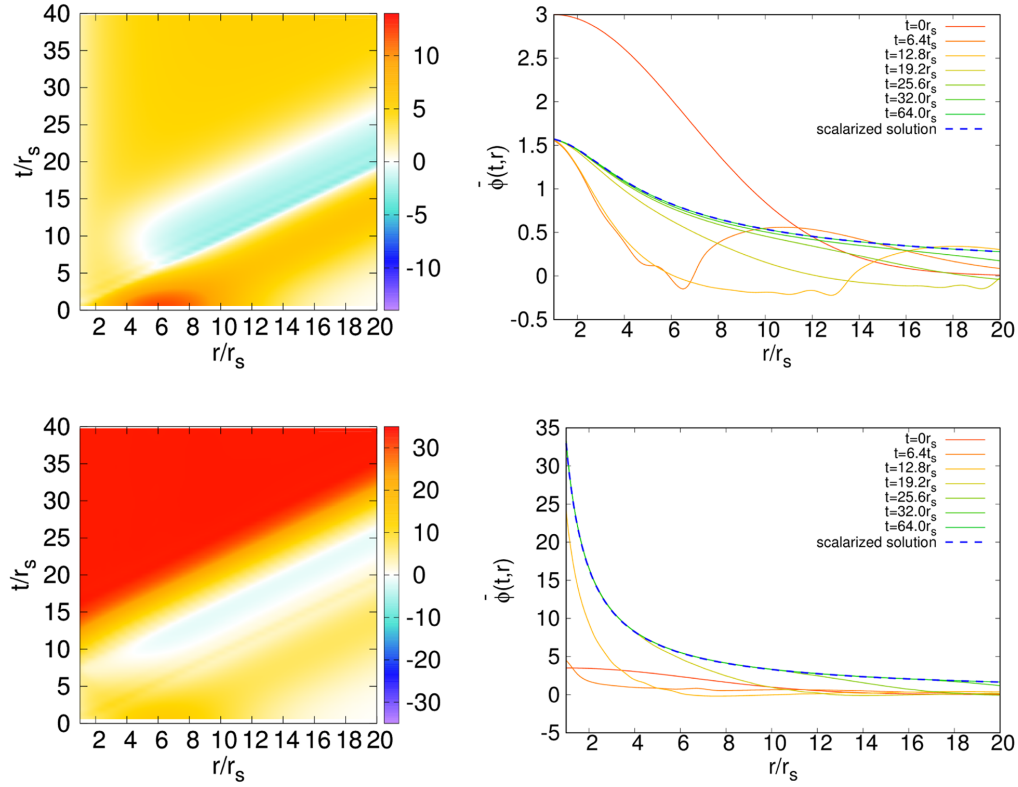 40
35
30
25
20
15
10
5
0
t/rs
2 4 6 8 10 12 14 16 18 20
r/rs
10
5
0
-5
-10
3
2.5
2
1.5
1
0.5
0
-0.5
ϕ̄(t,r)
2 4 6 8 10 12 14 16 18 20
r/rs
t=0rs
t=6.4ts
t=12.8rs
t=19.2rs
t=25.6rs
t=32.0rs
t=64.0rs
scalarized solution
40
35
30
25
20
15
10
5
0
t/rs
2 4 6 8 10 12 14 16 18 20
r/rs
30
20
10
0
-10
-20
-30
35
30
25
20
15
10
5
0
-5
ϕ̄(t,r)
2 4 6 8 10 12 14 16 18 20
r/rs
t=0rs
t=6.4rs
t=12.8rs
t=19.2rs
t=25.6rs
t=32.0rs
t=64.0rs
scalarized solution